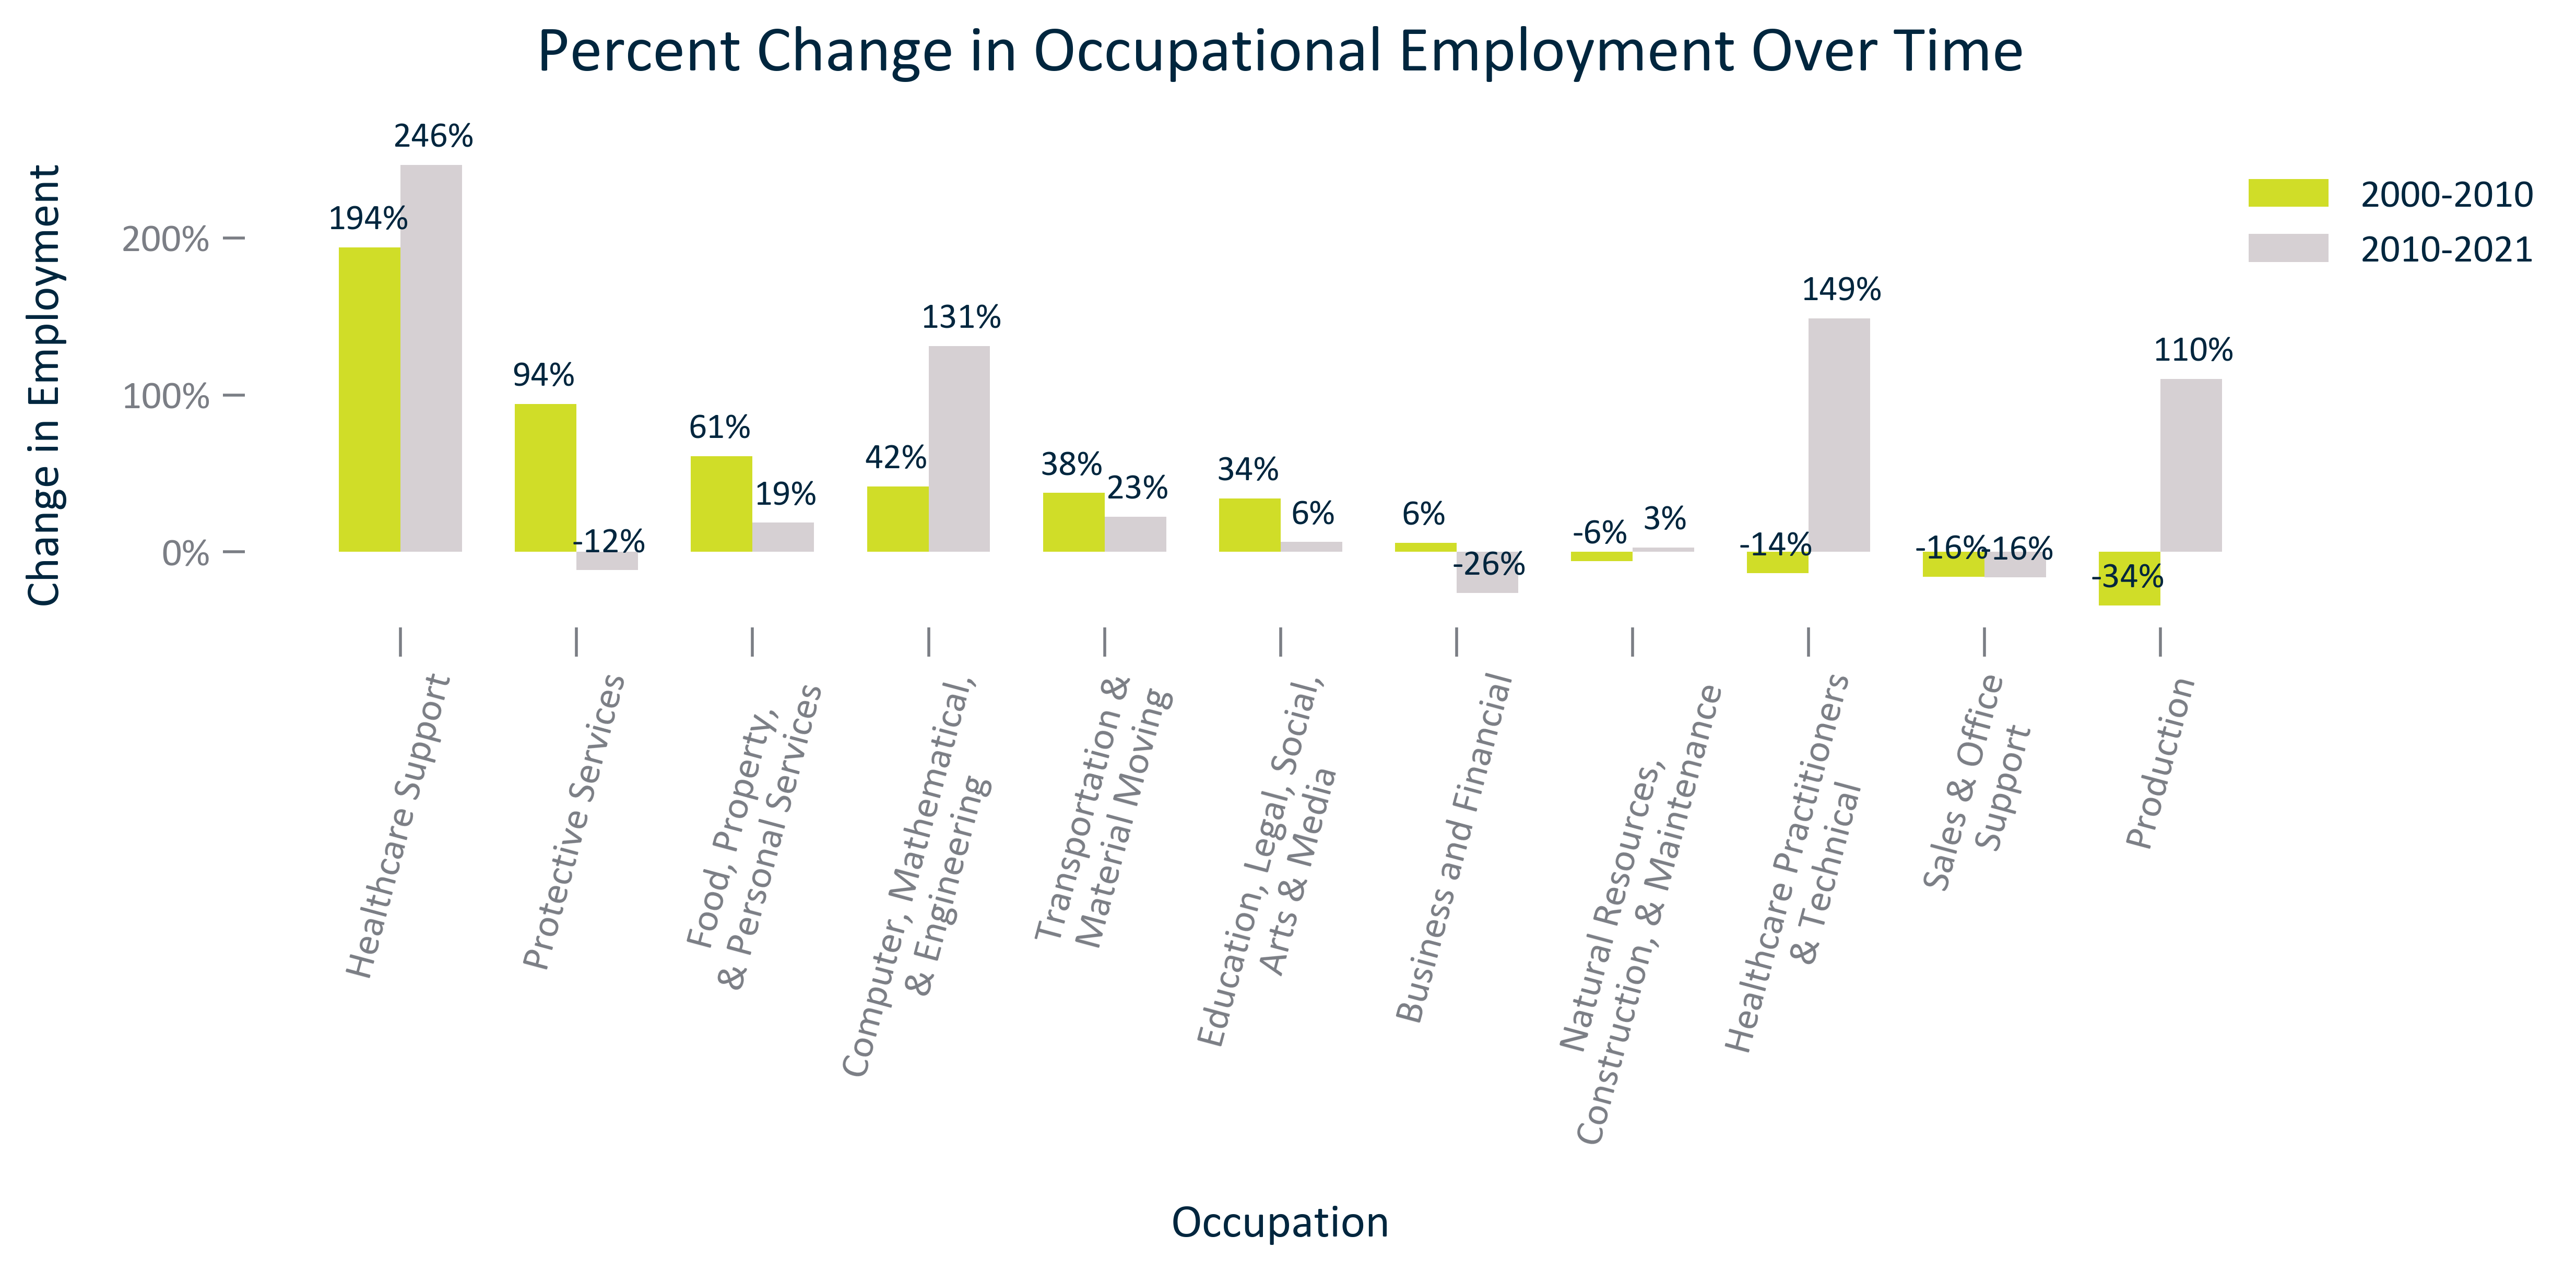 Percent Change in Occupational Employment Over Time
Change in Employment
200%
100%
0%
2000-2010
2010-2021
194%
246%
94%
-12%
61%
19%
42%
131%
38%
23%
34%
6%
6%
-26%
-6%
3%
-14%
149%
-16%
-16%
-34%
110%
Healthcare Support
Protective Services
Food, Property,
& Personal Services
Computer, Mathematical,
& Engineering
Transportation &
Material Moving
Education, Legal, Social,
Arts & Media
Business and Financial
Natural Resources,
Construction, & Maintenance
Healthcare Practitioners
& Technical
Sales & Office
Support
Production
Occupation